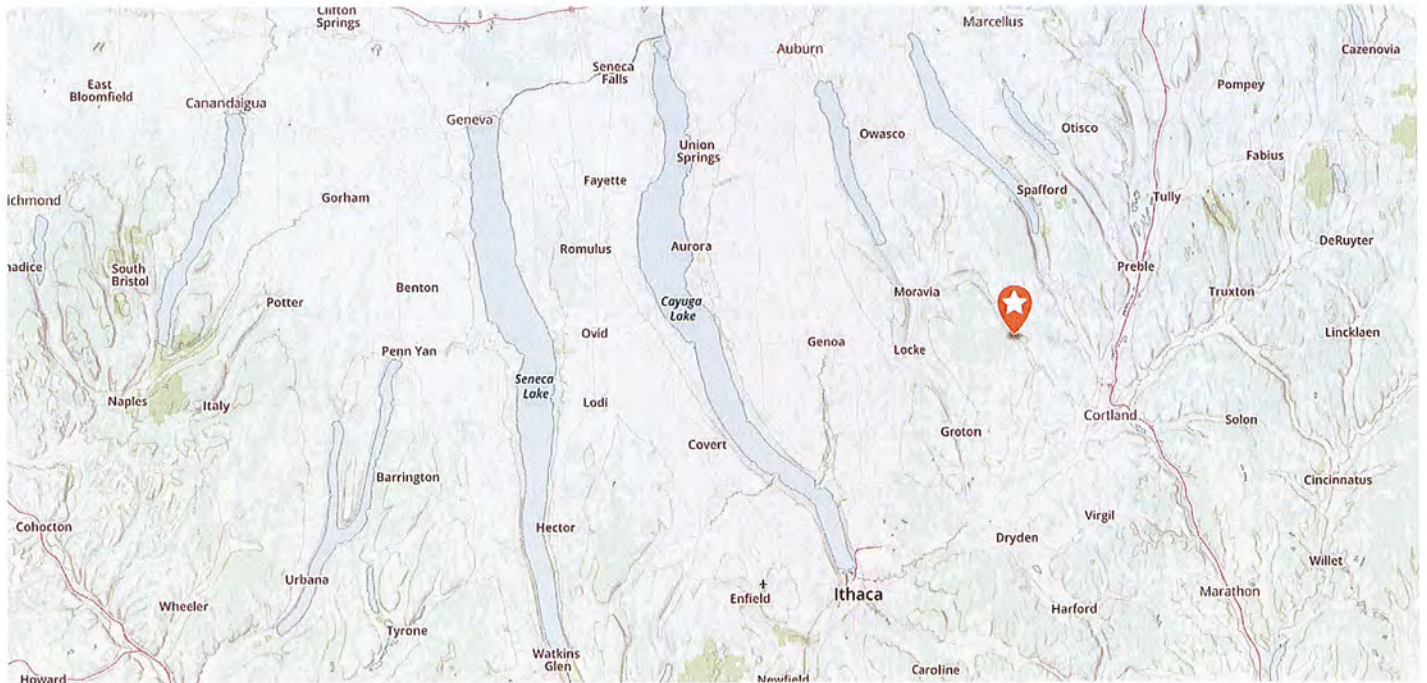 Clifton
Springs
Marcellus
Auburn
Cazenovia
Seneca
Falls
East
Bloomfield
Canandaigua
Pompey
Geneva
Otisco
Owasco
Union
Springs
Fabius
Fayette
Spafford
Gorham
Tully
ichmond
Romulus
Aurora
DeRuyter
nadice
South
Bristol
Preble
Benton
Moravia
Truxton
Potter
Cayuga
Lake
Ovid
Lincklaen
Genoa
Locke
Penn Yan
Seneca
Lake
Naples
Italy
Lodi
Cortland
Solon
Groton
Covert
Barrington
Cincinnatus
Virgil
Cohocton
Hector
Dryden
Willet
Urbana
Enfield
Ithaca
Marathon
Wheeler
Harford
Tyrone
Watkins
Glen
Caroline
Howard
Newfield